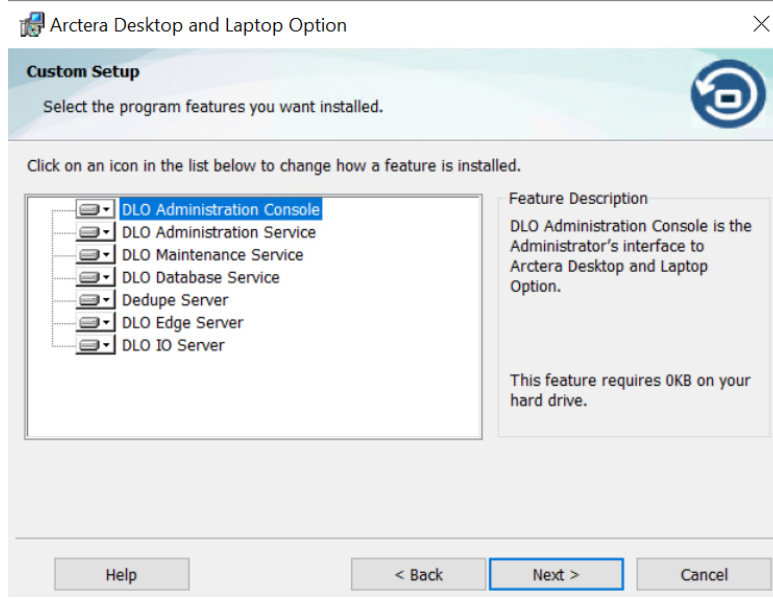 Arctera Desktop and Laptop Option
Custom Setup
Select the program features you want installed.
Click on an icon in the list below to change how a feature is installed.
DLO Administration Console
DLO Administration Service
DLO Maintenance Service
DLO Database Service
Dedupe Server
DLO Edge Server
DLO IO Server
Feature Description
DLO Administration Console is the
Administrator's interface to
Arctera Desktop and Laptop
Option.
This feature requires 0KB on your
hard drive.
Help
< Back
Next >
Cancel